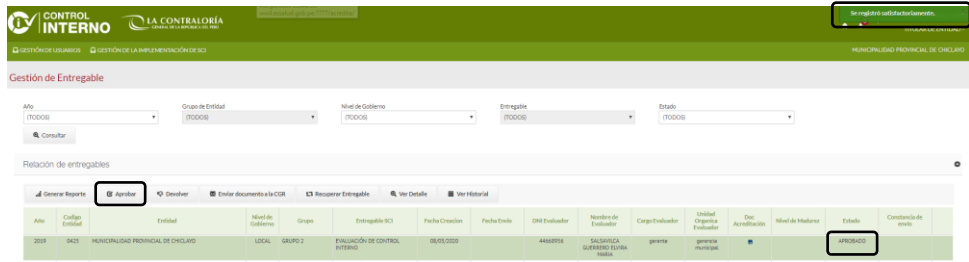 CONTROL
INTERNO
LA CONTRALORÍA
GENERAL DE LA REPÚBLICA DEL PERÚ
Se registró satisfactoriamente.
TITULAR DE ENTIDAD
GESTIÓN DE USUARIOS GESTIÓN DE LA IMPLEMENTACIÓN DE SCI MUNICIPALIDAD PROVINCIAL DE CHICLAYO
Gestión de Entregable
Año Grupo de Entidad Nivel de Gobierno Entregable Estado
(TODOS) (TODOS) (TODOS) (TODOS) (TODOS)
Consultar
Relación de entregables
Generar Reporte Aprobar Devolver Enviar documento a la CGR Recuperar Entregable Ver Detalle Ver Historial
Año Codigo Entidad Entidad Nivel de Gobierno Grupo Entregable SCI Fecha Creacion Fecha Envío DNI Evaluador Nombre de Evaluador Cargo Evaluador Unidad Organica Evaluador Doc Acreditación Nivel de Madurez Estado Constancia de envío
2019 0425 MUNICIPALIDAD PROVINCIAL DE CHICLAYO LOCAL GRUPO 2 EVALUACIÓN DE CONTROL INTERNO 08/05/2020 44668956 SALSAVILCA GUERRERO ELVIRA MARIA gerente gerencia municipal APROBADO